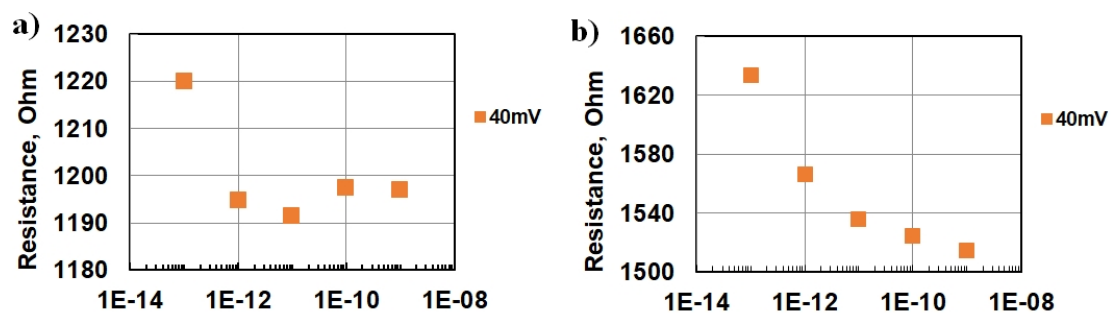 a)
Resistance, Ohm
1230
1220
1210
1200
1190
1180
1E-14 1E-12 1E-10 1E-08
40mV
b)
Resistance, Ohm
1660
1620
1580
1540
1500
1E-14 1E-12 1E-10 1E-08
40mV